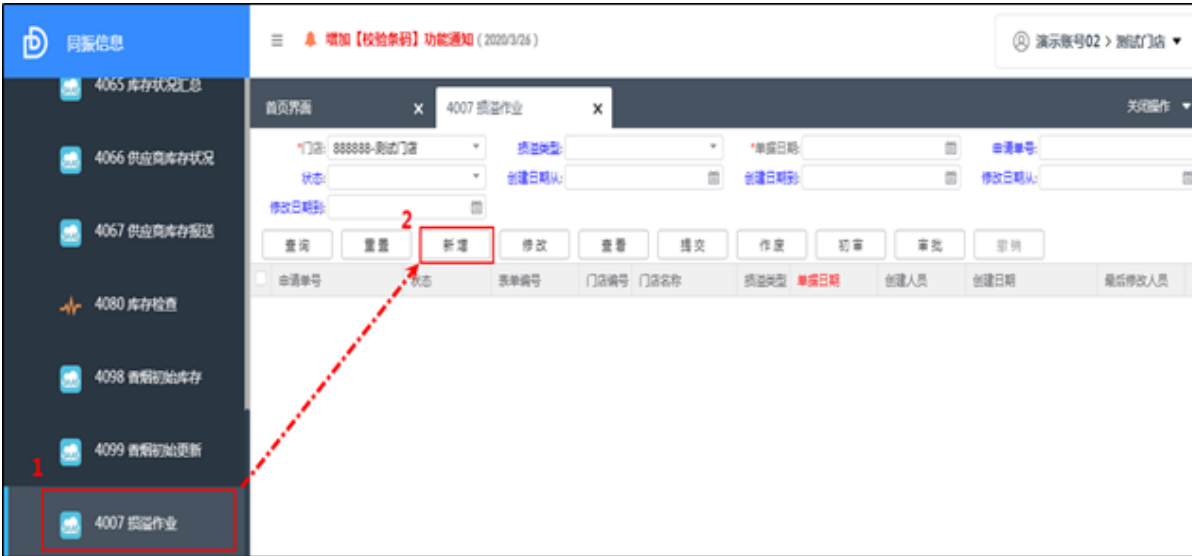 同振信息
增加【校验条码】功能通知 ( 2020/3/26 )
演示账号02 > 测试门店
4065 库存状况汇总
4066 供应商库存状况
4067 供应商库存报送
4080 库存检查
4098 香烟初始库存
4099 香烟初始更新
1
4007 损溢作业
首页界面 x 4007 损溢作业 x 关闭操作
*门店: 888888-测试门店 损溢类型: *单据日期: 申请单号:
状态: 创建日期从: 创建日期到: 修改日期从:
修改日期到:
2
查询 重置 新增 修改 查看 提交 作废 初审 审批 撤销
申请单号 状态 表单编号 门店编号 门店名称 损溢类型 单据日期 创建人员 创建日期 最后修改人员